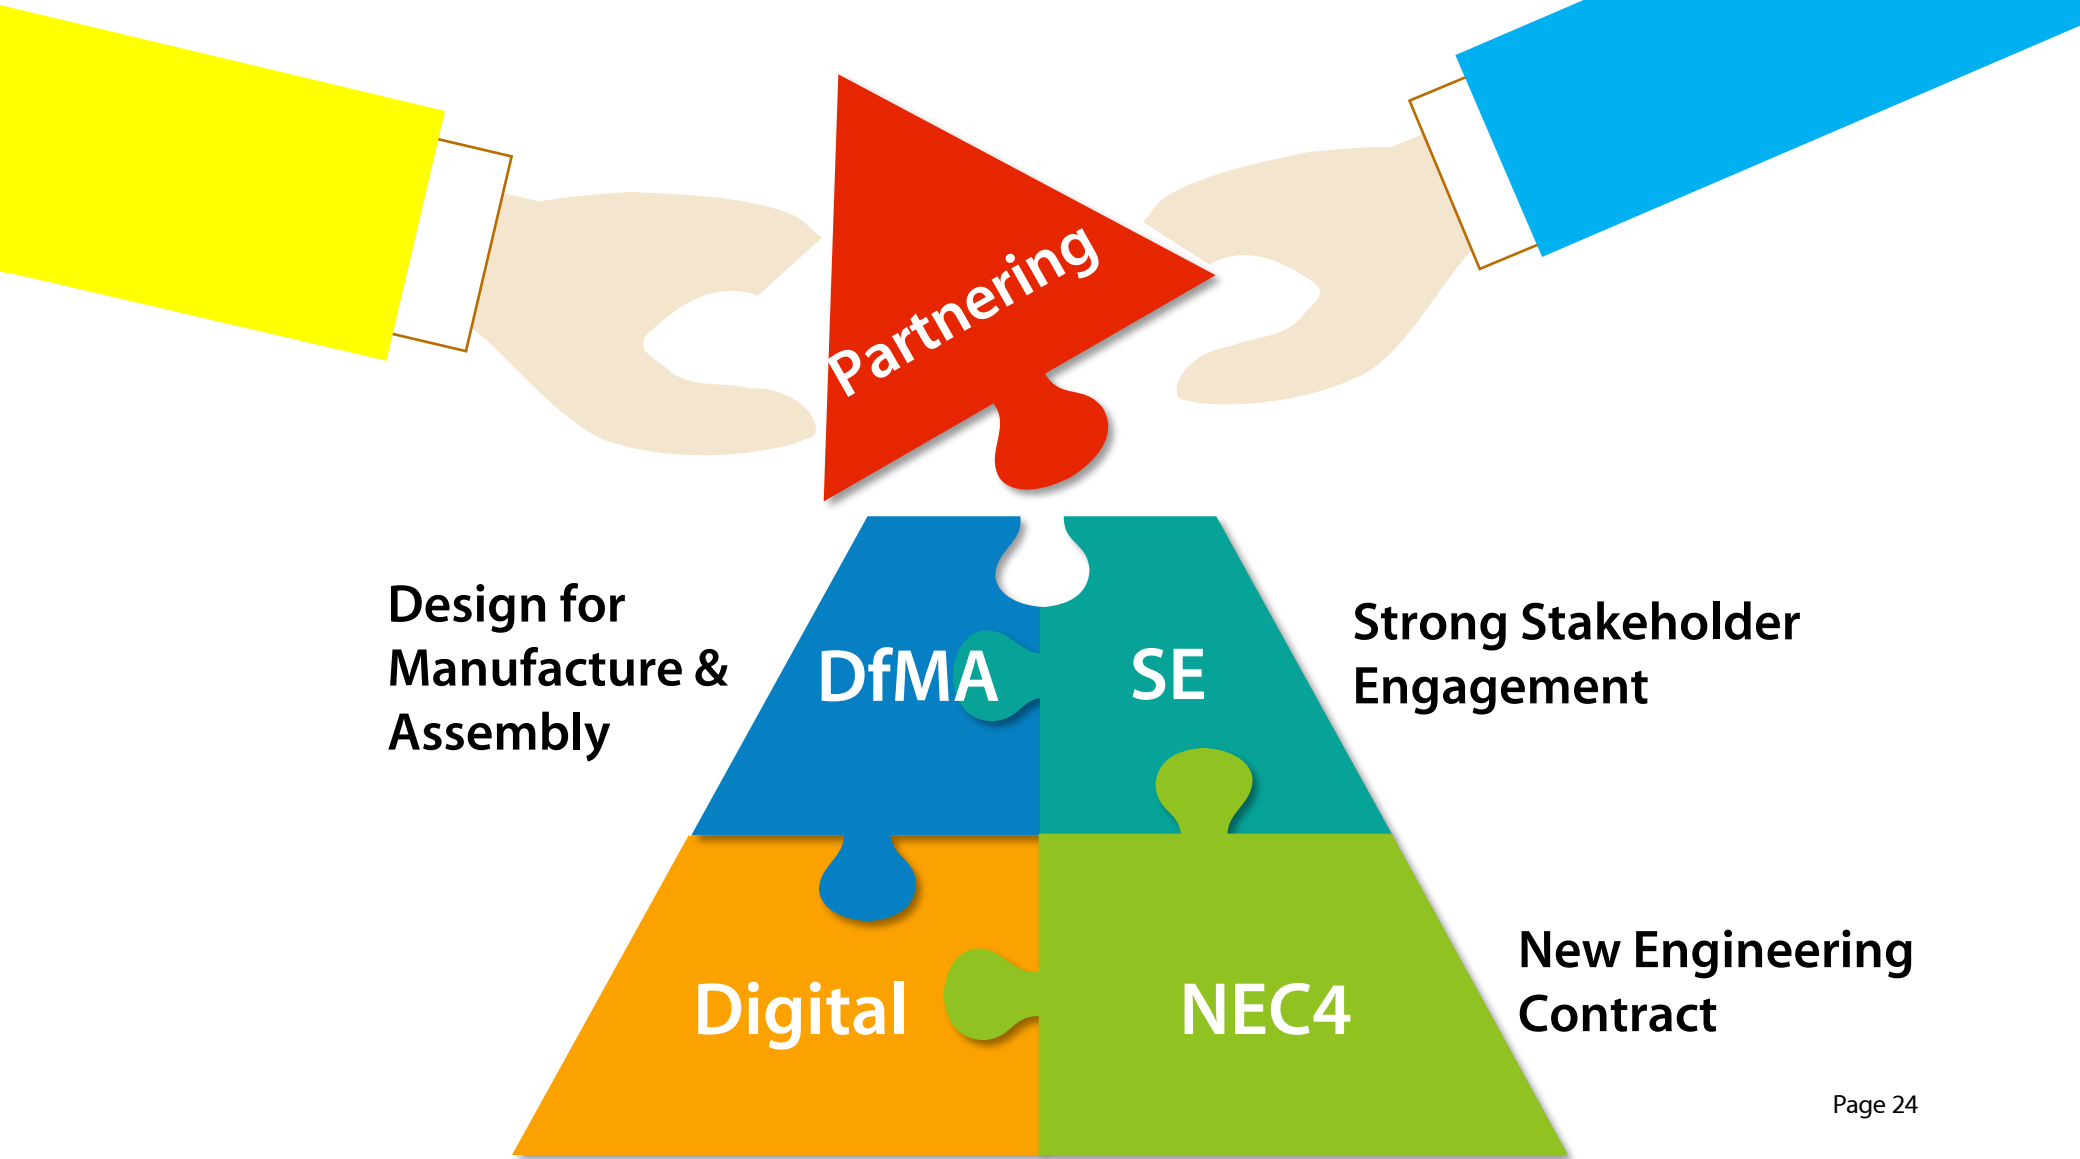 Partnering
Design for
Manufacture &
Assembly
DfMA
SE
Strong Stakeholder
Engagement
Digital
NEC4
New Engineering
Contract
Page 24